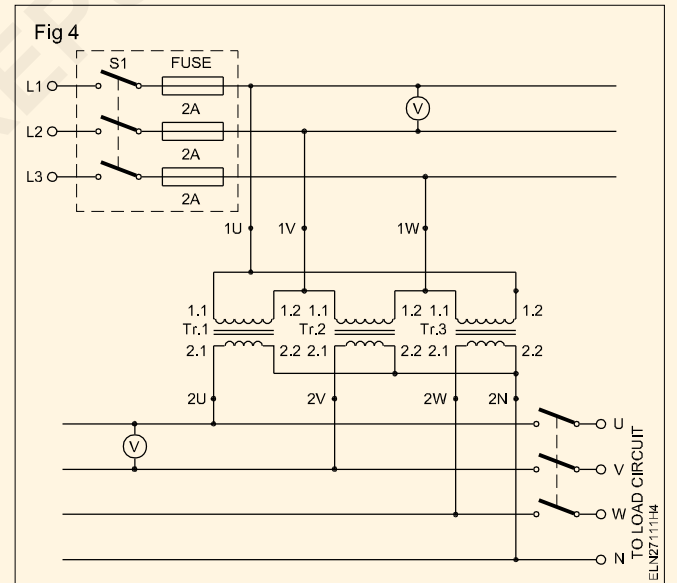 Fig 4
S1 FUSE
L1
2A
V
L2
2A
L3
2A
1U 1V 1W
1.1 1.2 1.1 1.2 1.1 1.2
Tr.1 Tr.2 Tr.3
2.1 2.2 2.1 2.2 2.1 2.2
2U 2V 2W 2N
U
V
V
W
N
TO LOAD CIRCUIT
ELN27111H4